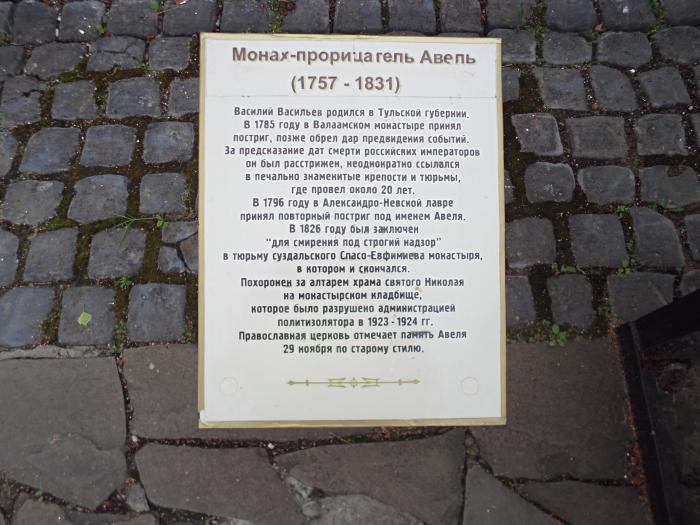 Монах-прорицатель Авель
(1757 - 1831)
Василий Васильев родился в Тульской губернии.
В 1785 году в Валаамском монастыре принял
постриг, позже обрел дар предвидения событий.
За предсказание дат смерти российских императоров
он был расстрижен, неоднократно ссылался
в печально знаменитые крепости и тюрьмы,
где провел около 20 лет.
В 1796 году в Александро-Невской лавре
принял повторный постриг под именем Авеля.
В 1826 году был заключен
"для смирения под строгий надзор"
в тюрьму суздальского Спасо-Евфимиева монастыря,
в котором и скончался.
Похоронен за алтарем храма святого Николая
на монастырском кладбище,
которое было разрушено администрацией
политизолятора в 1923 - 1924 гг.
Православная церковь отмечает память Авеля
29 ноября по старому стилю.